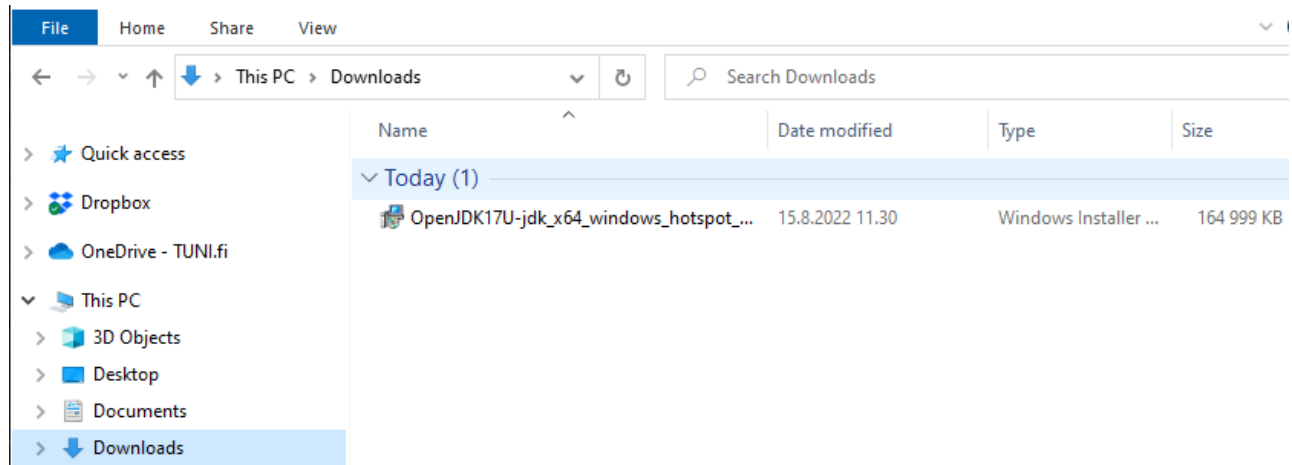 File Home Share View
This PC > Downloads
Search Downloads
Name Date modified Type Size
Quick access
Today (1)
Dropbox
OpenJDK17U-jdk_x64_windows_hotspot_... 15.8.2022 11.30 Windows Installer ... 164 999 KB
OneDrive - TUNI.fi
This PC
3D Objects
Desktop
Documents
Downloads